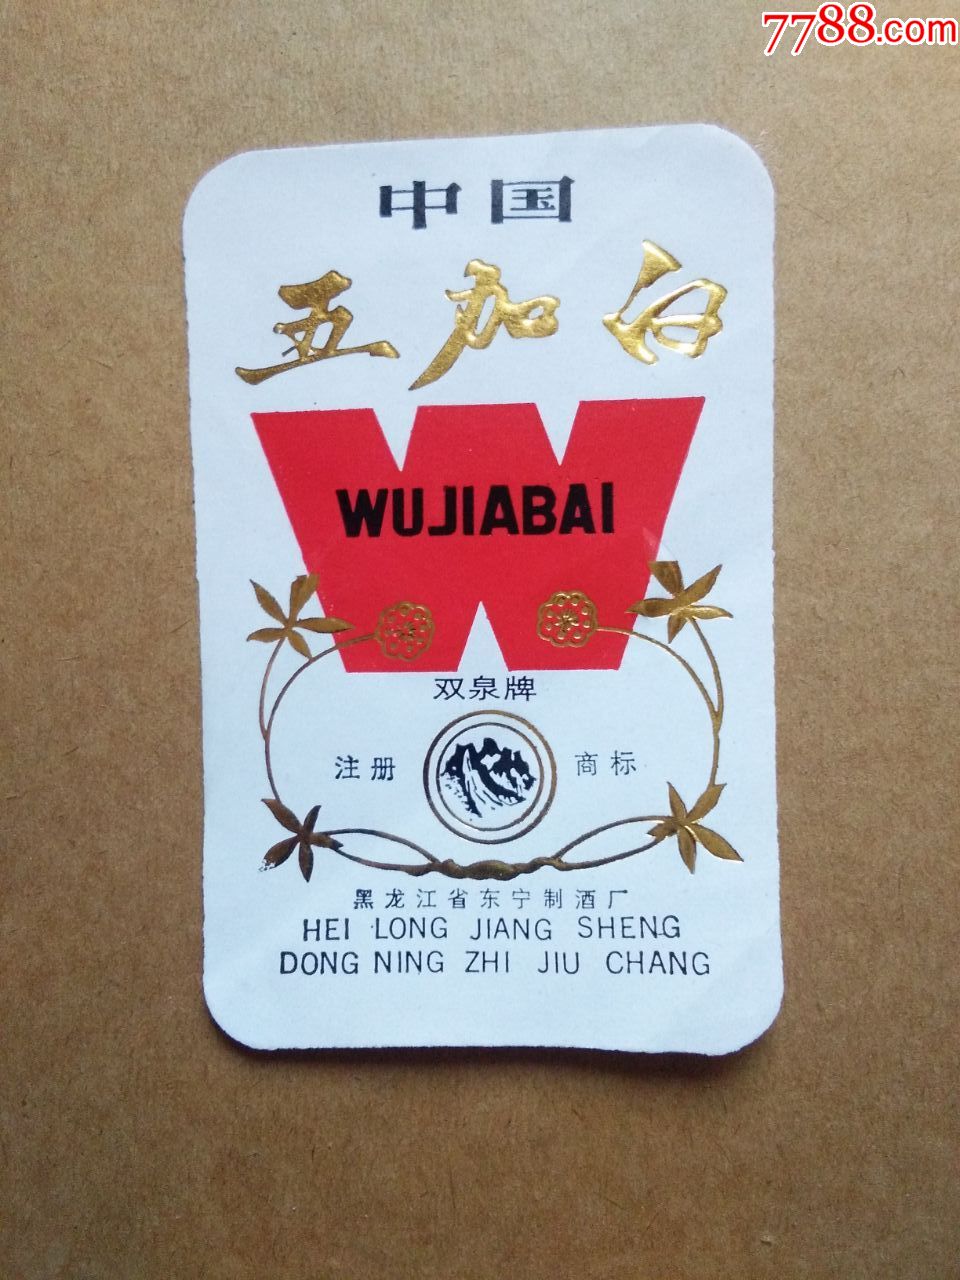 7788.com
中国
五加白
WUJIABAI
双泉牌
注册 商标
黑龙江省东宁制酒厂
HEI LONG JIANG SHENG
DONG NING ZHI JIU CHANG